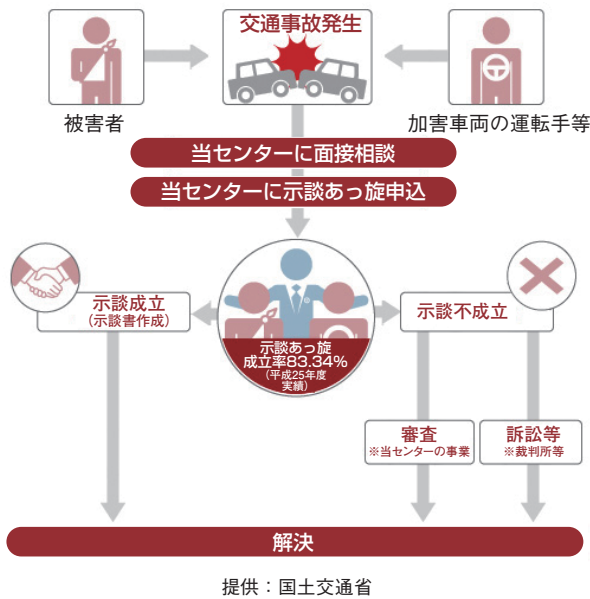 交通事故発生
被害者
加害車両の運転手等
当センターに面接相談
当センターに示談あっ旋申込
示談成立
(示談書作成)
示談あっ旋
成立率83.34%
(平成25年度
実績)
示談不成立
審査
※当センターの事業
訴訟等
※裁判所等
解決
提供：国土交通省